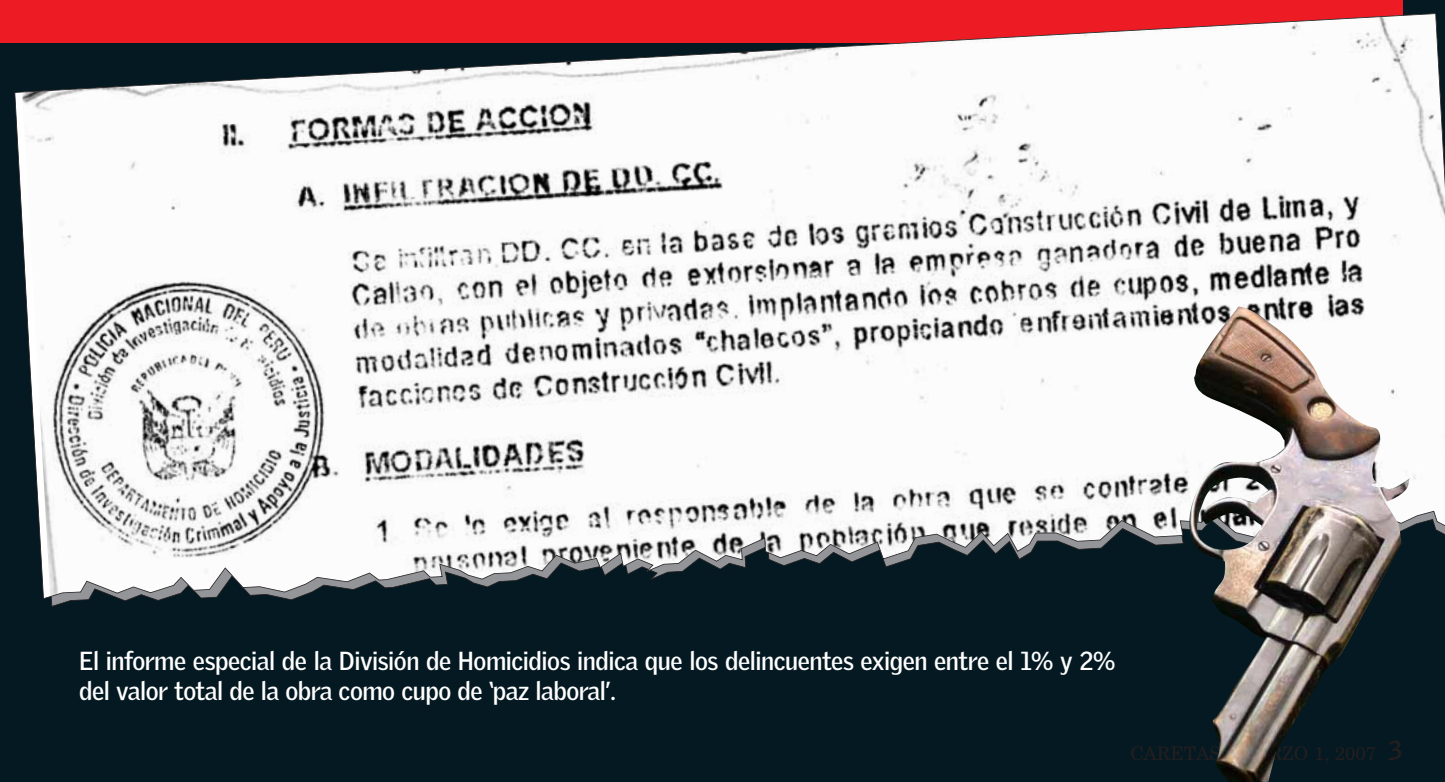 II. FORMAS DE ACCION
A. INFILTRACION DE DD. CC.
Se infiltran DD. CC. en la base de los gremios Construcción Civil de Lima, y
Callao, con el objeto de extorsionar a la empresa ganadora de buena Pro
de obras publicas y privadas, implantando los cobros de cupos, mediante la
modalidad denominados "chalecos", propiciando enfrentamientos entre las
facciones de Construcción Civil.
POLICIA NACIONAL DEL PERU
División de Investigación de Homicidios
REPUBLICA DEL PERU
DEPARTAMENTO DE HOMICIDIO
Dirección de Investigación Criminal y Apoyo a la Justicia
B. MODALIDADES
1 Se le exige al responsable de la obra que se contrate
personal proveniente de la población que reside en el
El informe especial de la División de Homicidios indica que los delincuentes exigen entre el 1% y 2%
del valor total de la obra como cupo de 'paz laboral'.
CARETAS ZO 1, 2007 3